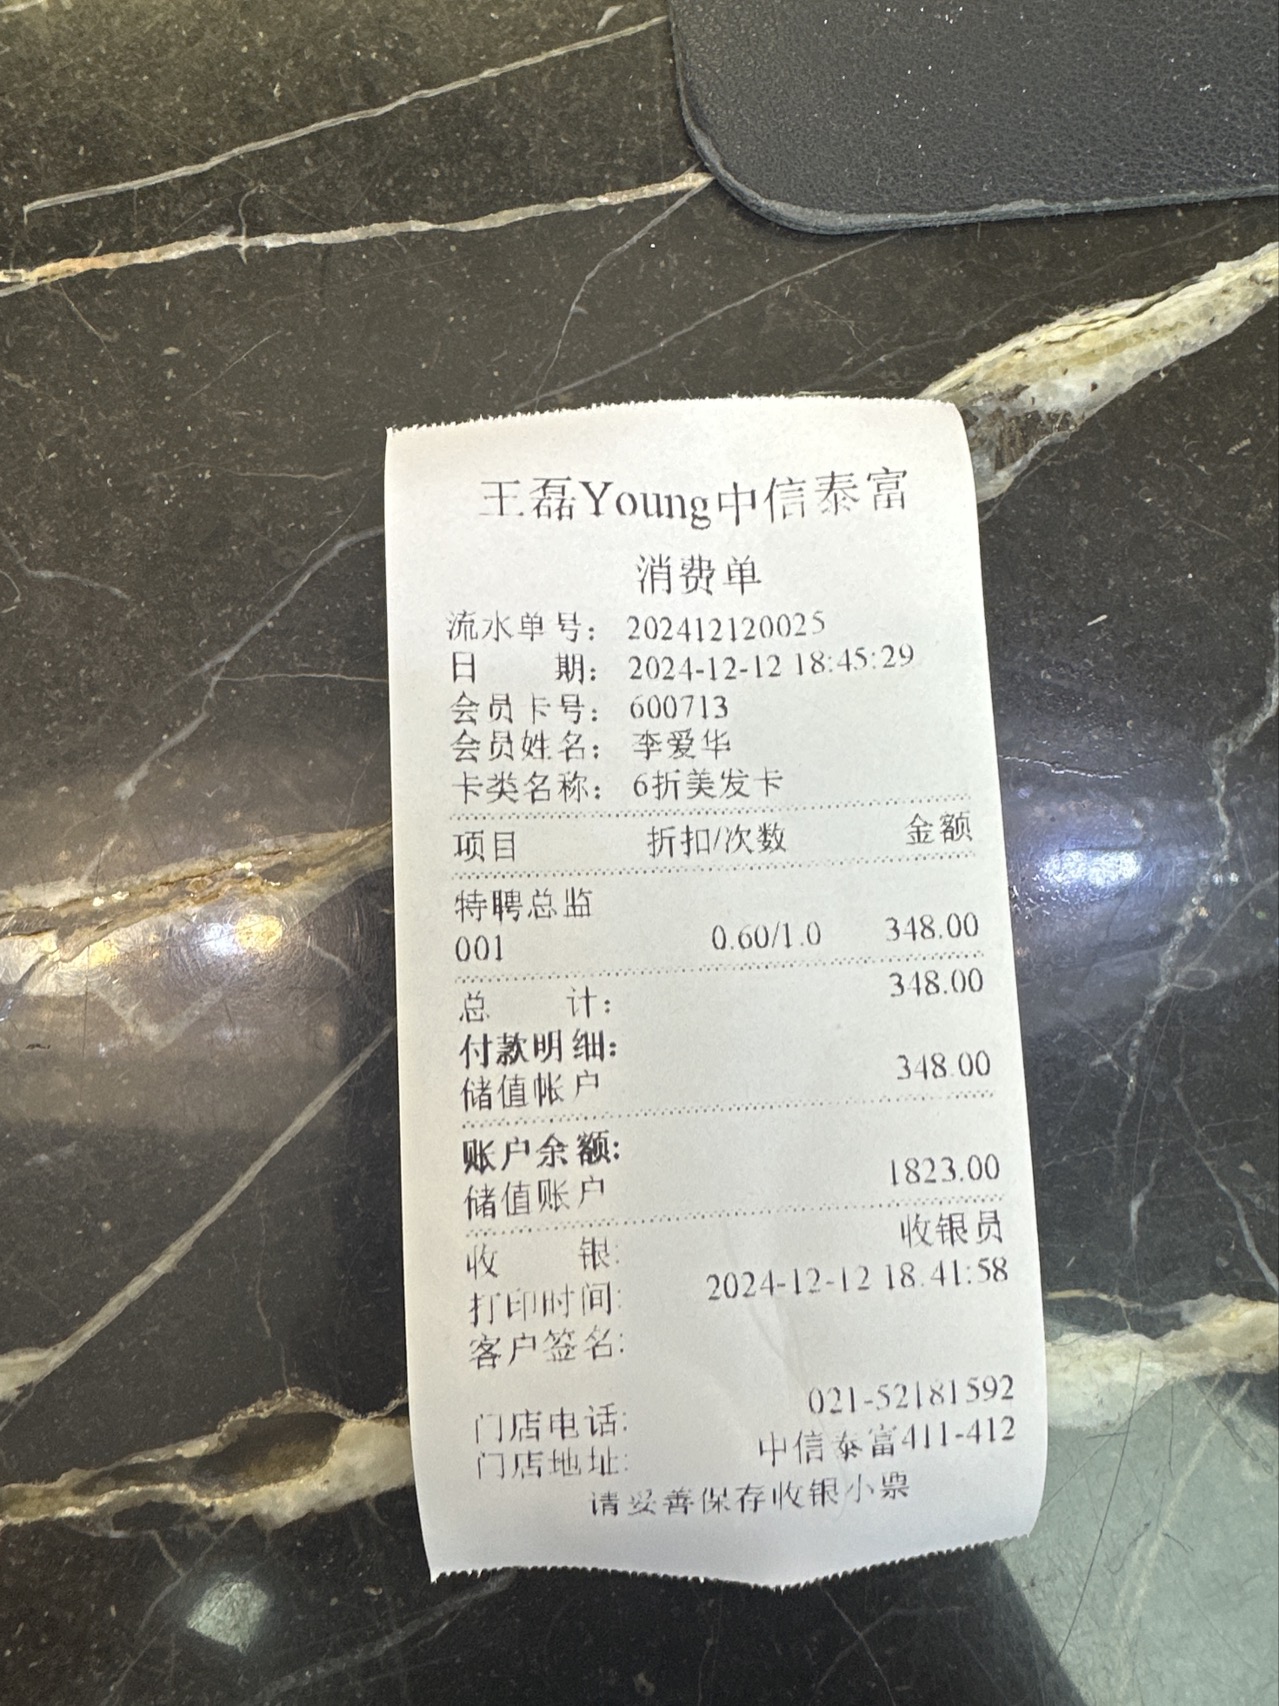 王磊Young中信泰富
消费单
流水单号： 202412120025
日 期： 2024-12-12 18:45:29
会员卡号： 600713
会员姓名： 李爱华
卡类名称： 6折美发卡
项目 折扣/次数 金额
特聘总监
001 0.60/1.0 348.00
总 计： 348.00
付款明细:
储值帐户 348.00
账户余额:
储值账户 1823.00
收 银: 收银员
打印时间: 2024-12-12 18:41:58
客户签名:
门店电话: 021-52181592
门店地址: 中信泰富411-412
请妥善保存收银小票